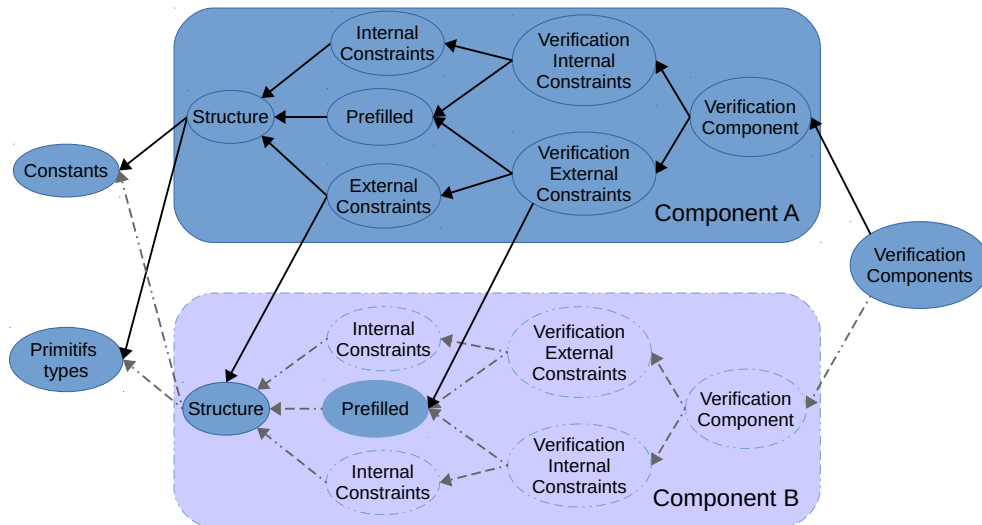 Internal
Constraints
Verification
Internal
Constraints
Structure
Prefilled
Verification
Component
Constants
External
Constraints
Verification
External
Constraints
Component A
Verification
Components
Primitifs
types
Internal
Constraints
Verification
External
Constraints
Structure
Prefilled
Verification
Component
Internal
Constraints
Verification
Internal
Constraints
Component B